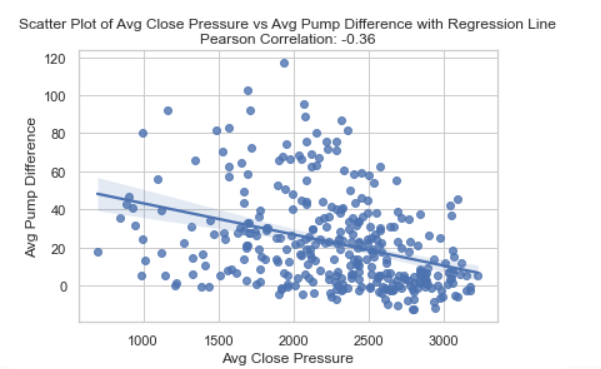 Scatter Plot of Avg Close Pressure vs Avg Pump Difference with Regression Line
Pearson Correlation: -0.36
120
100
80
60
40
20
0
Avg Pump Difference
1000 1500 2000 2500 3000
Avg Close Pressure